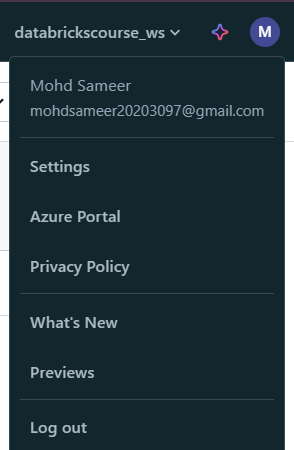 databrickscourse_ws
M
Mohd Sameer
mohdsameer20203097@gmail.com
Settings
Azure Portal
Privacy Policy
What's New
Previews
Log out